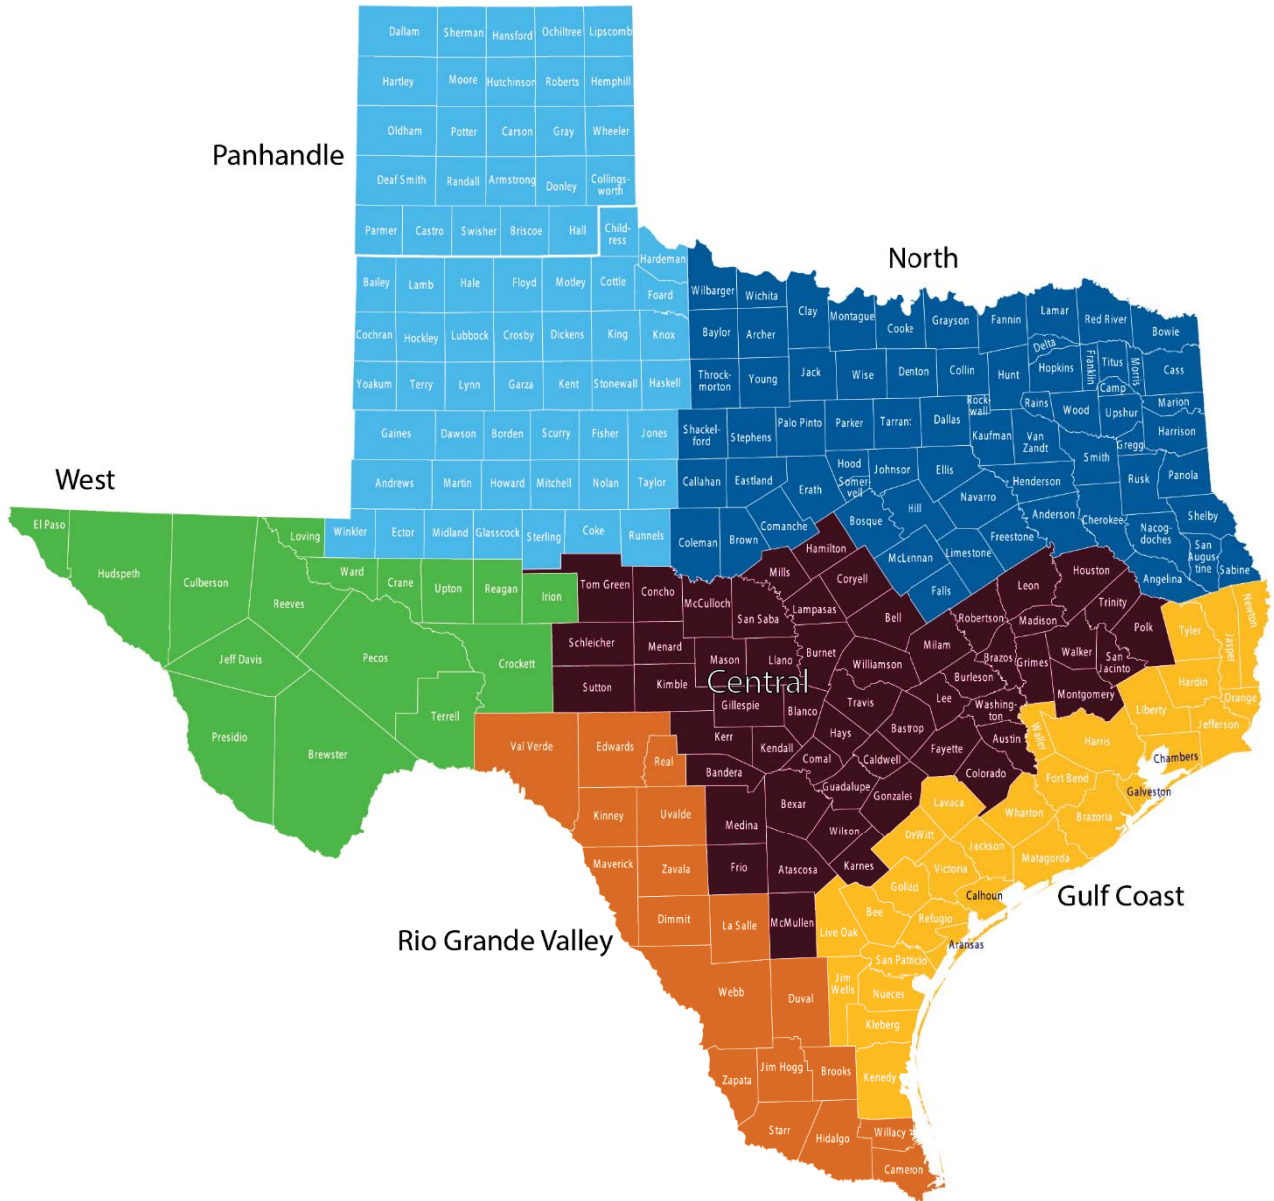 Dallam Sherman Hansford Ochiltree Lipscomb
Hartley Moore Hutchinson Roberts Hemphill
Oldham Potter Carson Gray Wheeler
Panhandle
Deaf Smith Randall Armstrong Donley Collings-
worth
Parmer Castro Swisher Briscoe Hall Child-
ress
Hardeman
North
Bailey Lamb Hale Floyd Motley Cottle Foard
Wilbarger Wichita Clay Montague Cooke Grayson Fannin Lamar Red River Bowie
Cochran Hockley Lubbock Crosby Dickens King Knox Baylor Archer
Delta Hopkins Franklin Titus Morris Cass
Yoakum Terry Lynn Garza Kent Stonewall Haskell Throck-
morton Young Jack Wise Denton Collin Hunt Camp
Rock-
wall Rains Wood Upshur Marion
Gaines Dawson Borden Scurry Fisher Jones Shackel-
ford Stephens Palo Pinto Parker Tarrant Dallas Kaufman Van
Zandt Gregg Harrison
West
Andrews Martin Howard Mitchell Nolan Taylor Callahan Eastland Erath Hood Somer-
vell Johnson Ellis Henderson Smith Rusk Panola
El Paso Hudspeth Culberson Loving Winkler Ector Midland Glasscock Sterling Coke Runnels Coleman Brown Comanche Bosque Hill Navarro Freestone Anderson Cherokee Nacog-
doches Shelby
San
Augus-
tine Sabine
Hamilton McLennan Limestone Falls Angelina
Reeves Ward Crane Upton Reagan Irion Tom Green Concho McCulloch San Saba Mills Lampasas Coryell Bell Robertson Leon Houston Madison Trinity Polk Tyler Jasper Newton
Jeff Davis Pecos Crockett Schleicher Menard Mason Llano Burnet Williamson Milam Brazos Grimes Walker San
Jacinto Hardin
Central
Sutton Kimble Gillespie Blanco Travis Lee Burleson Washing-
ton Montgomery Liberty Orange
Presidio Brewster Terrell
Val Verde Edwards Real Kerr Kendall Hays Comal Bastrop Caldwell Fayette Austin Colorado Waller Harris Jefferson Chambers
Bandera Guadalupe Gonzales Fort Bend Galveston
Kinney Uvalde Medina Bexar Wilson Lavaca Wharton Brazoria
DeWitt Jackson Matagorda
Maverick Zavala Frio Atascosa Karnes Goliad Victoria Calhoun
Gulf Coast
Dimmit La Salle McMullen Live Oak Bee Refugio Aransas
Rio Grande Valley
San Patricio
Webb Duval Jim
Wells Nueces
Kleberg
Zapata Jim Hogg Brooks Kenedy
Starr Hidalgo Willacy
Cameron